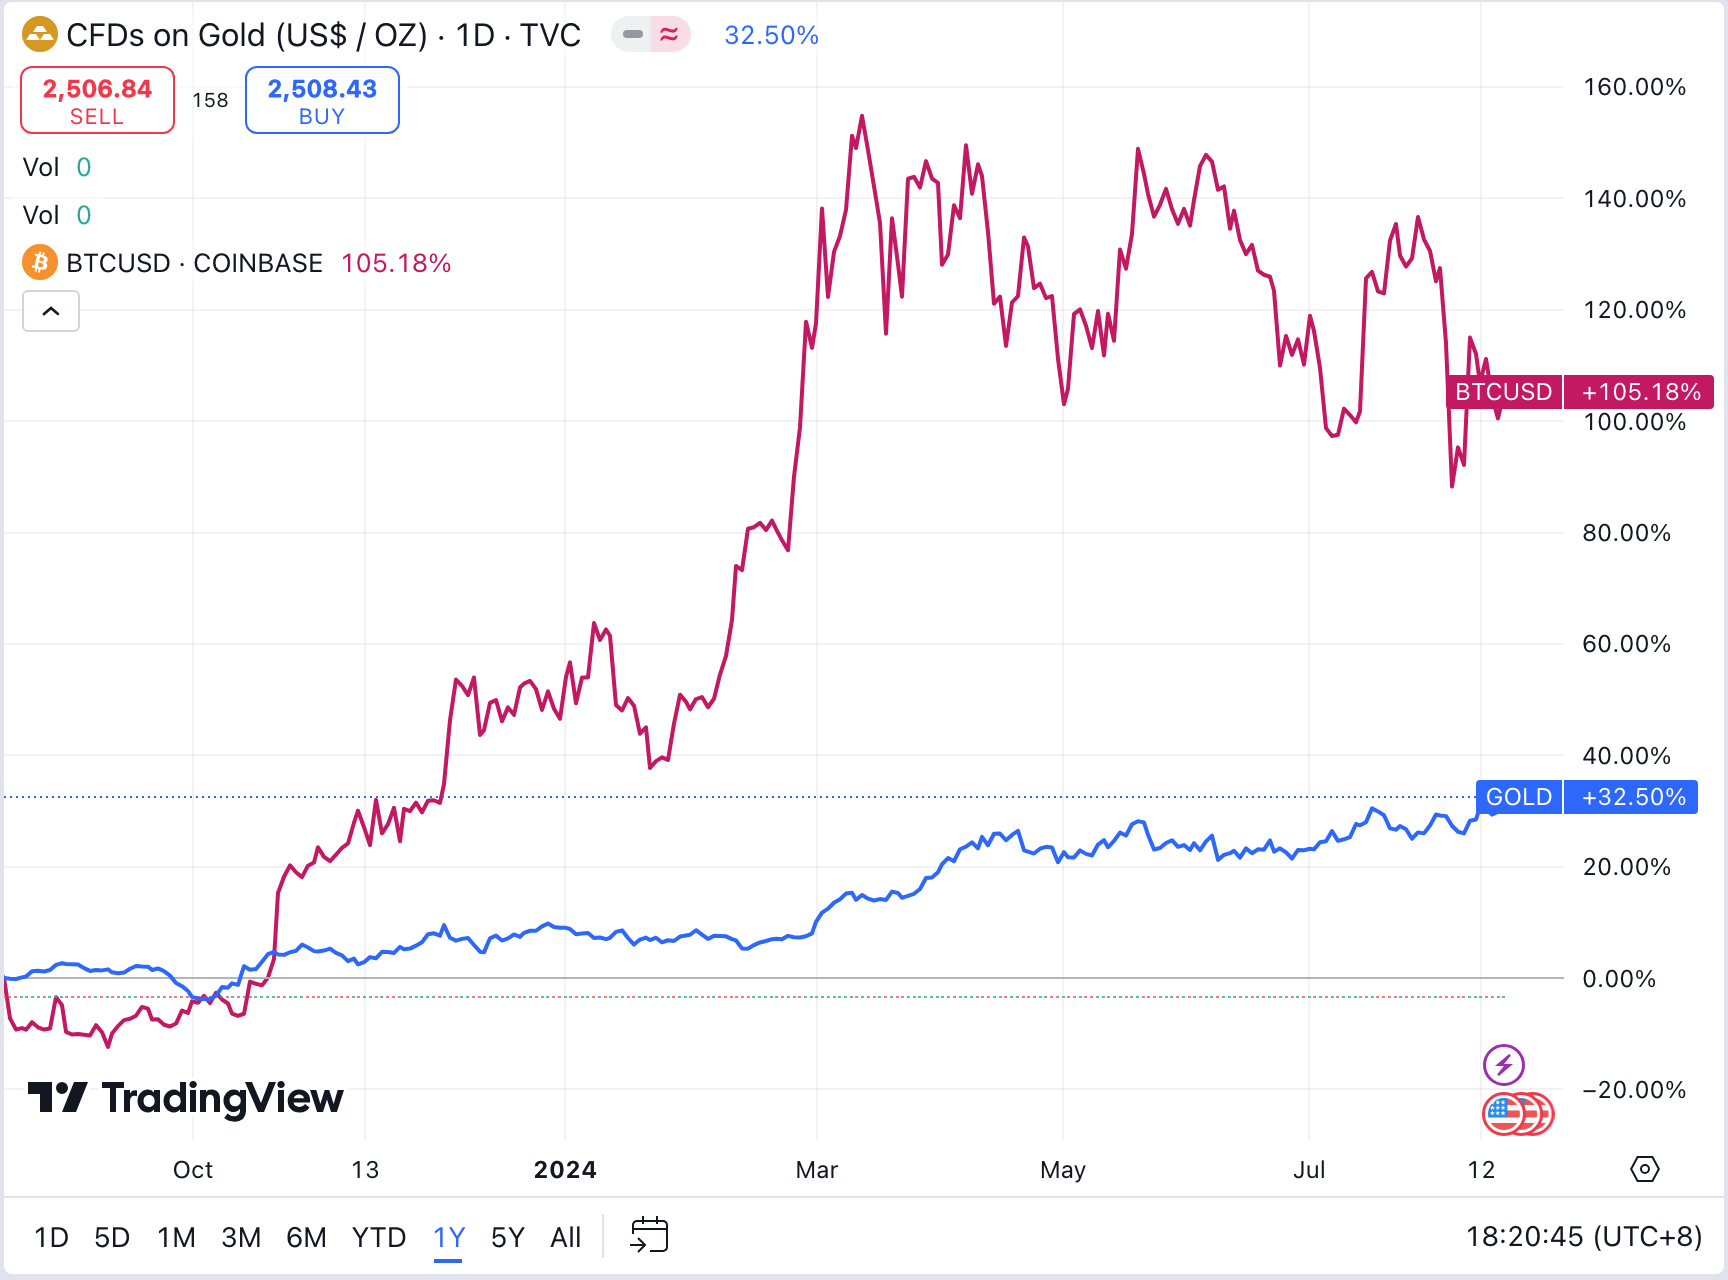 CFDs on Gold (US$ / OZ) · 1D · TVC 32.50%
2,506.84 SELL 158 2,508.43 BUY
Vol 0
Vol 0
BTCUSD · COINBASE 105.18%
160.00%
140.00%
120.00%
BTCUSD +105.18%
100.00%
80.00%
60.00%
40.00%
GOLD +32.50%
20.00%
0.00%
−20.00%
TradingView
Oct 13 2024 Mar May Jul 12
1D 5D 1M 3M 6M YTD 1Y 5Y All 18:20:45 (UTC+8)